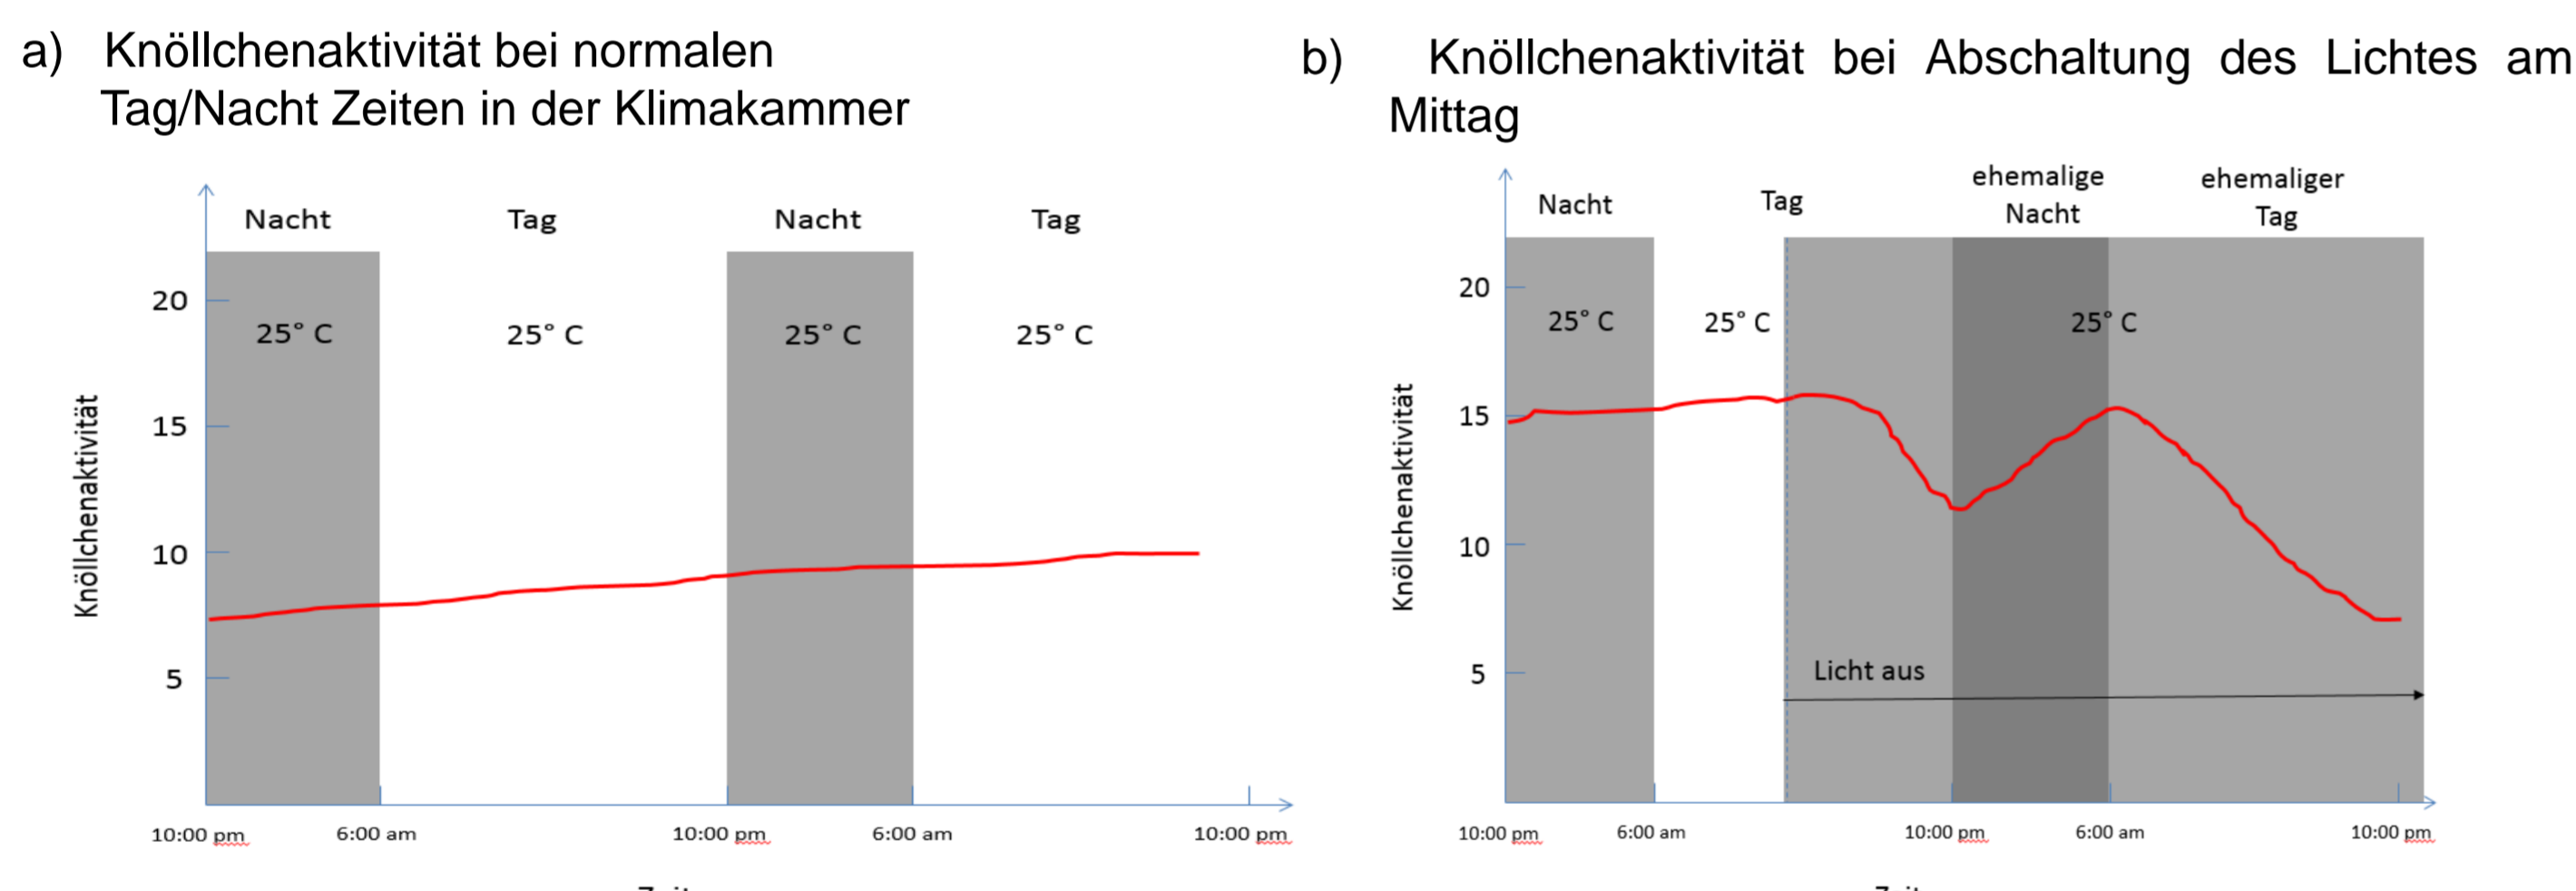 a) Knöllchenaktivität bei normalen
Tag/Nacht Zeiten in der Klimakammer
Nacht
Tag
Nacht
Tag
20
25° C
25° C
25° C
25° C
15
10
5
Knöllchenaktivität
10:00 pm
6:00 am
10:00 pm
6:00 am
10:00 pm
b) Knöllchenaktivität bei Abschaltung des Lichtes am
Mittag
Nacht
Tag
ehemalige
Nacht
ehemaliger
Tag
20
25° C
25° C
25° C
15
10
5
Licht aus
Knöllchenaktivität
10:00 pm
6:00 am
10:00 pm
6:00 am
10:00 pm